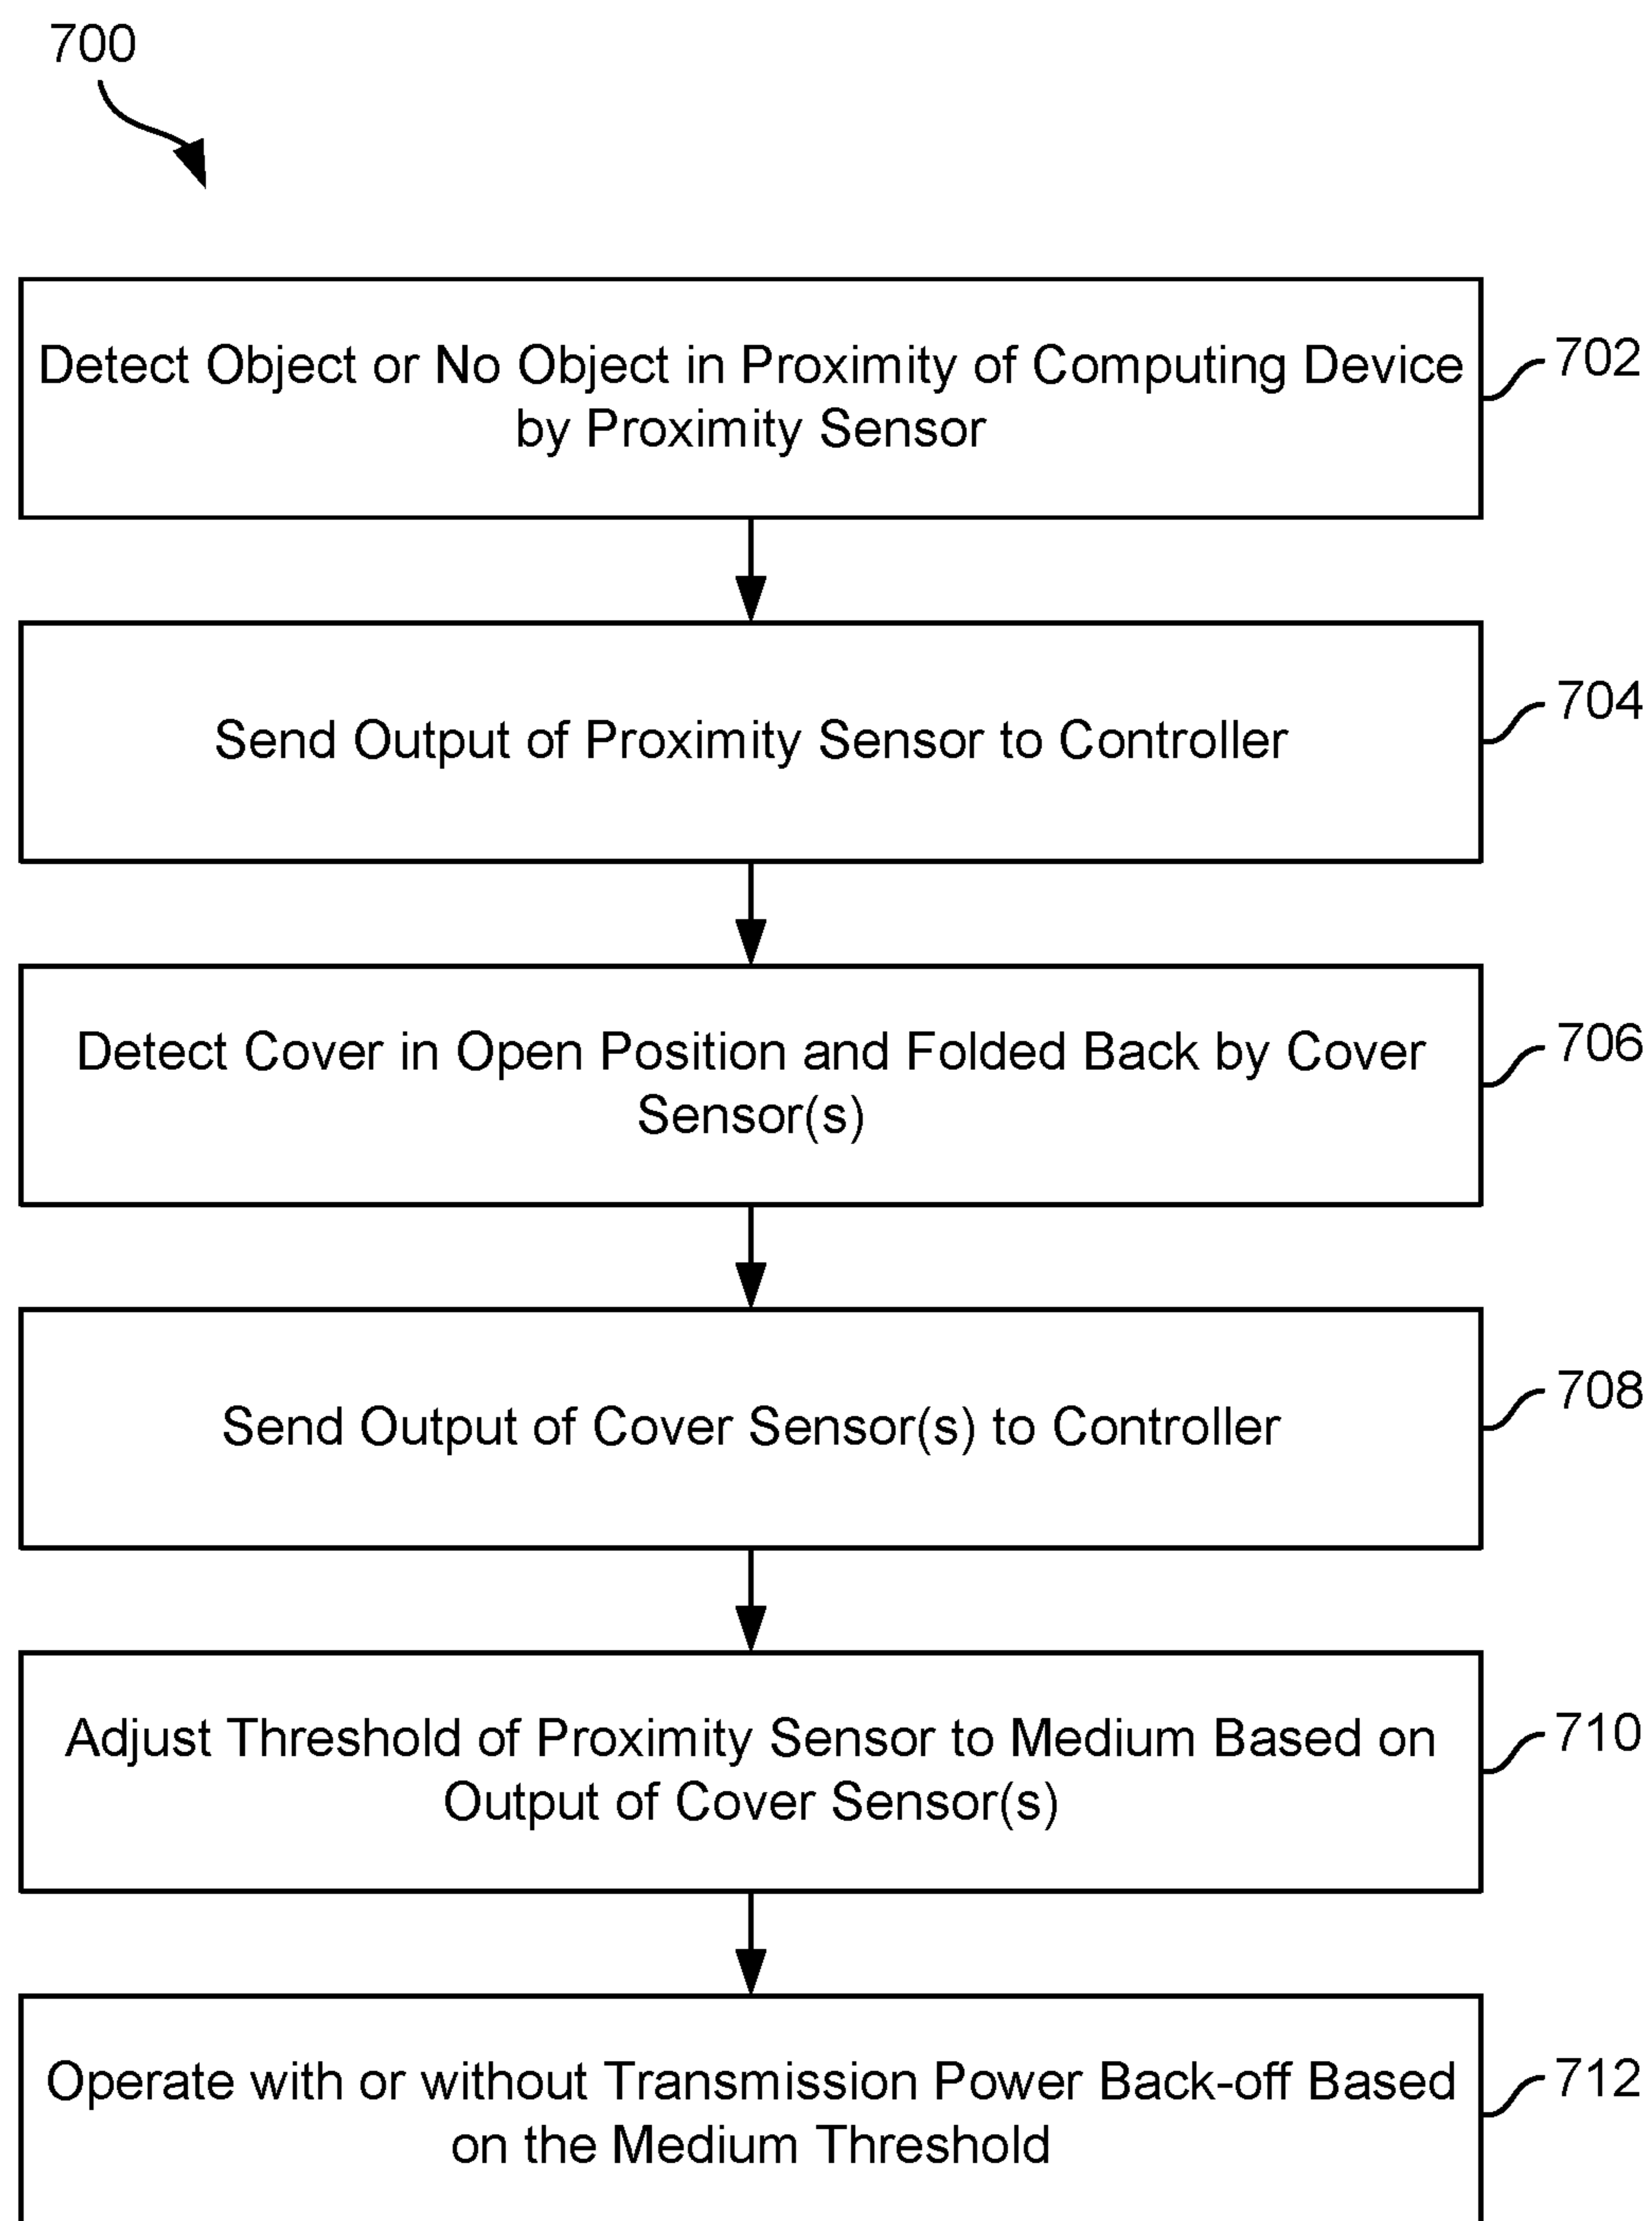 700
Detect Object or No Object in Proximity of Computing Device
by Proximity Sensor
702
Send Output of Proximity Sensor to Controller
704
Detect Cover in Open Position and Folded Back by Cover
Sensor(s)
706
Send Output of Cover Sensor(s) to Controller
708
Adjust Threshold of Proximity Sensor to Medium Based on
Output of Cover Sensor(s)
710
Operate with or without Transmission Power Back-off Based
on the Medium Threshold
712